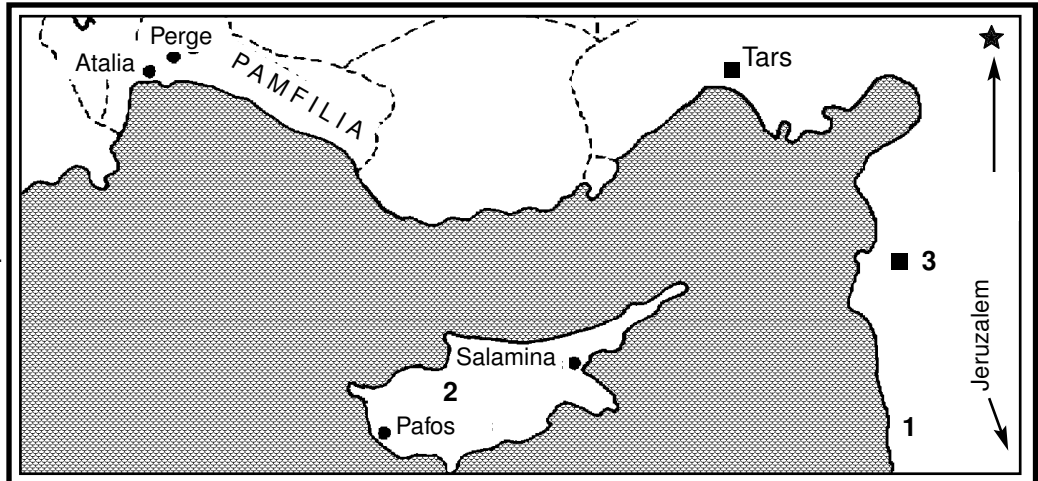 Perge
Atalia
PAMFILIA
Tars
3
Jeruzalem
Salamina
2
Pafos
1